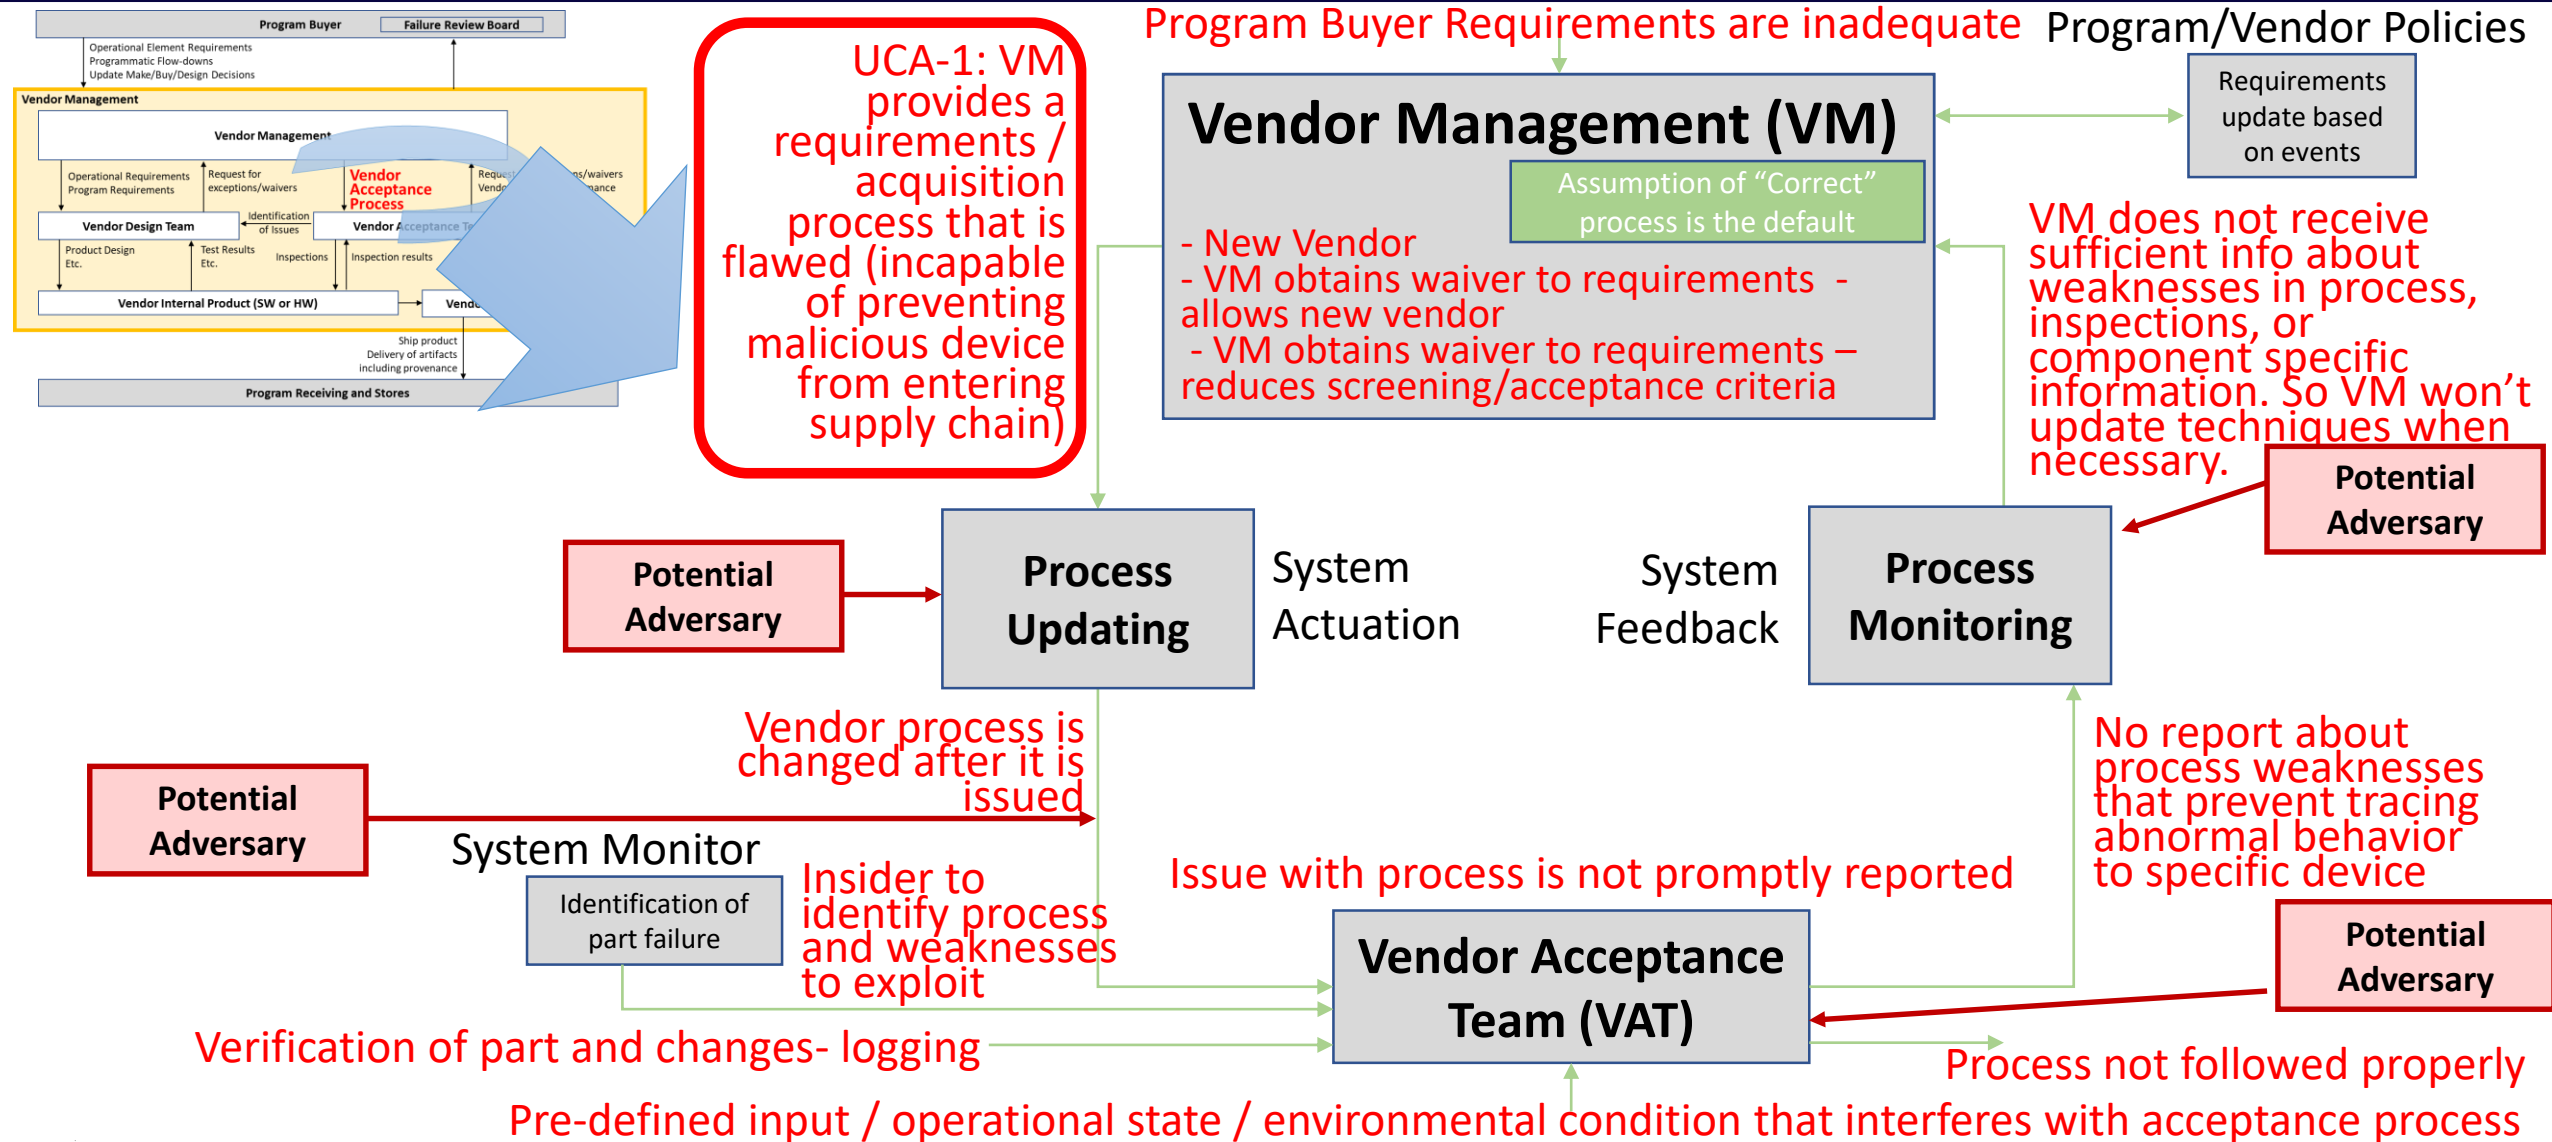 Program Buyer
Failure Review Board
Operational Element Requirements
Programmatic Flow-downs
Update Make/Buy/Design Decisions
Vendor Management
Vendor Management
Operational Requirements
Program Requirements
Request for
exceptions/waivers
Vendor
Acceptance
Process
Vendor Design Team
Identification
of Issues
Vendor Acceptance
Product Design
Etc.
Test Results
Etc.
Inspections
Inspection results
Vendor Internal Product (SW or HW)
Ship product
Delivery of artifacts
including provenance
Program Receiving and Stores
UCA-1: VM
provides a
requirements /
acquisition
process that is
flawed (incapable
of preventing
malicious device
from entering
supply chain)
Program Buyer Requirements are inadequate
Program/Vendor Policies
Requirements
update based
on events
Vendor Management (VM)
Assumption of “Correct”
process is the default
- New Vendor
- VM obtains waiver to requirements -
allows new vendor
- VM obtains waiver to requirements –
reduces screening/acceptance criteria
VM does not receive
sufficient info about
weaknesses in process,
inspections, or
component specific
information. So VM won’t
update techniques when
necessary.
Potential
Adversary
Potential
Adversary
Process
Updating
System
Actuation
System
Feedback
Process
Monitoring
Vendor process is
changed after it is
issued
Potential
Adversary
System Monitor
Identification of
part failure
Insider to
identify process
and weaknesses
to exploit
Issue with process is not promptly reported
No report about
process weaknesses
that prevent tracing
abnormal behavior
to specific device
Vendor Acceptance
Team (VAT)
Potential
Adversary
Verification of part and changes- logging
Process not followed properly
Pre-defined input / operational state / environmental condition that interferes with acceptance process